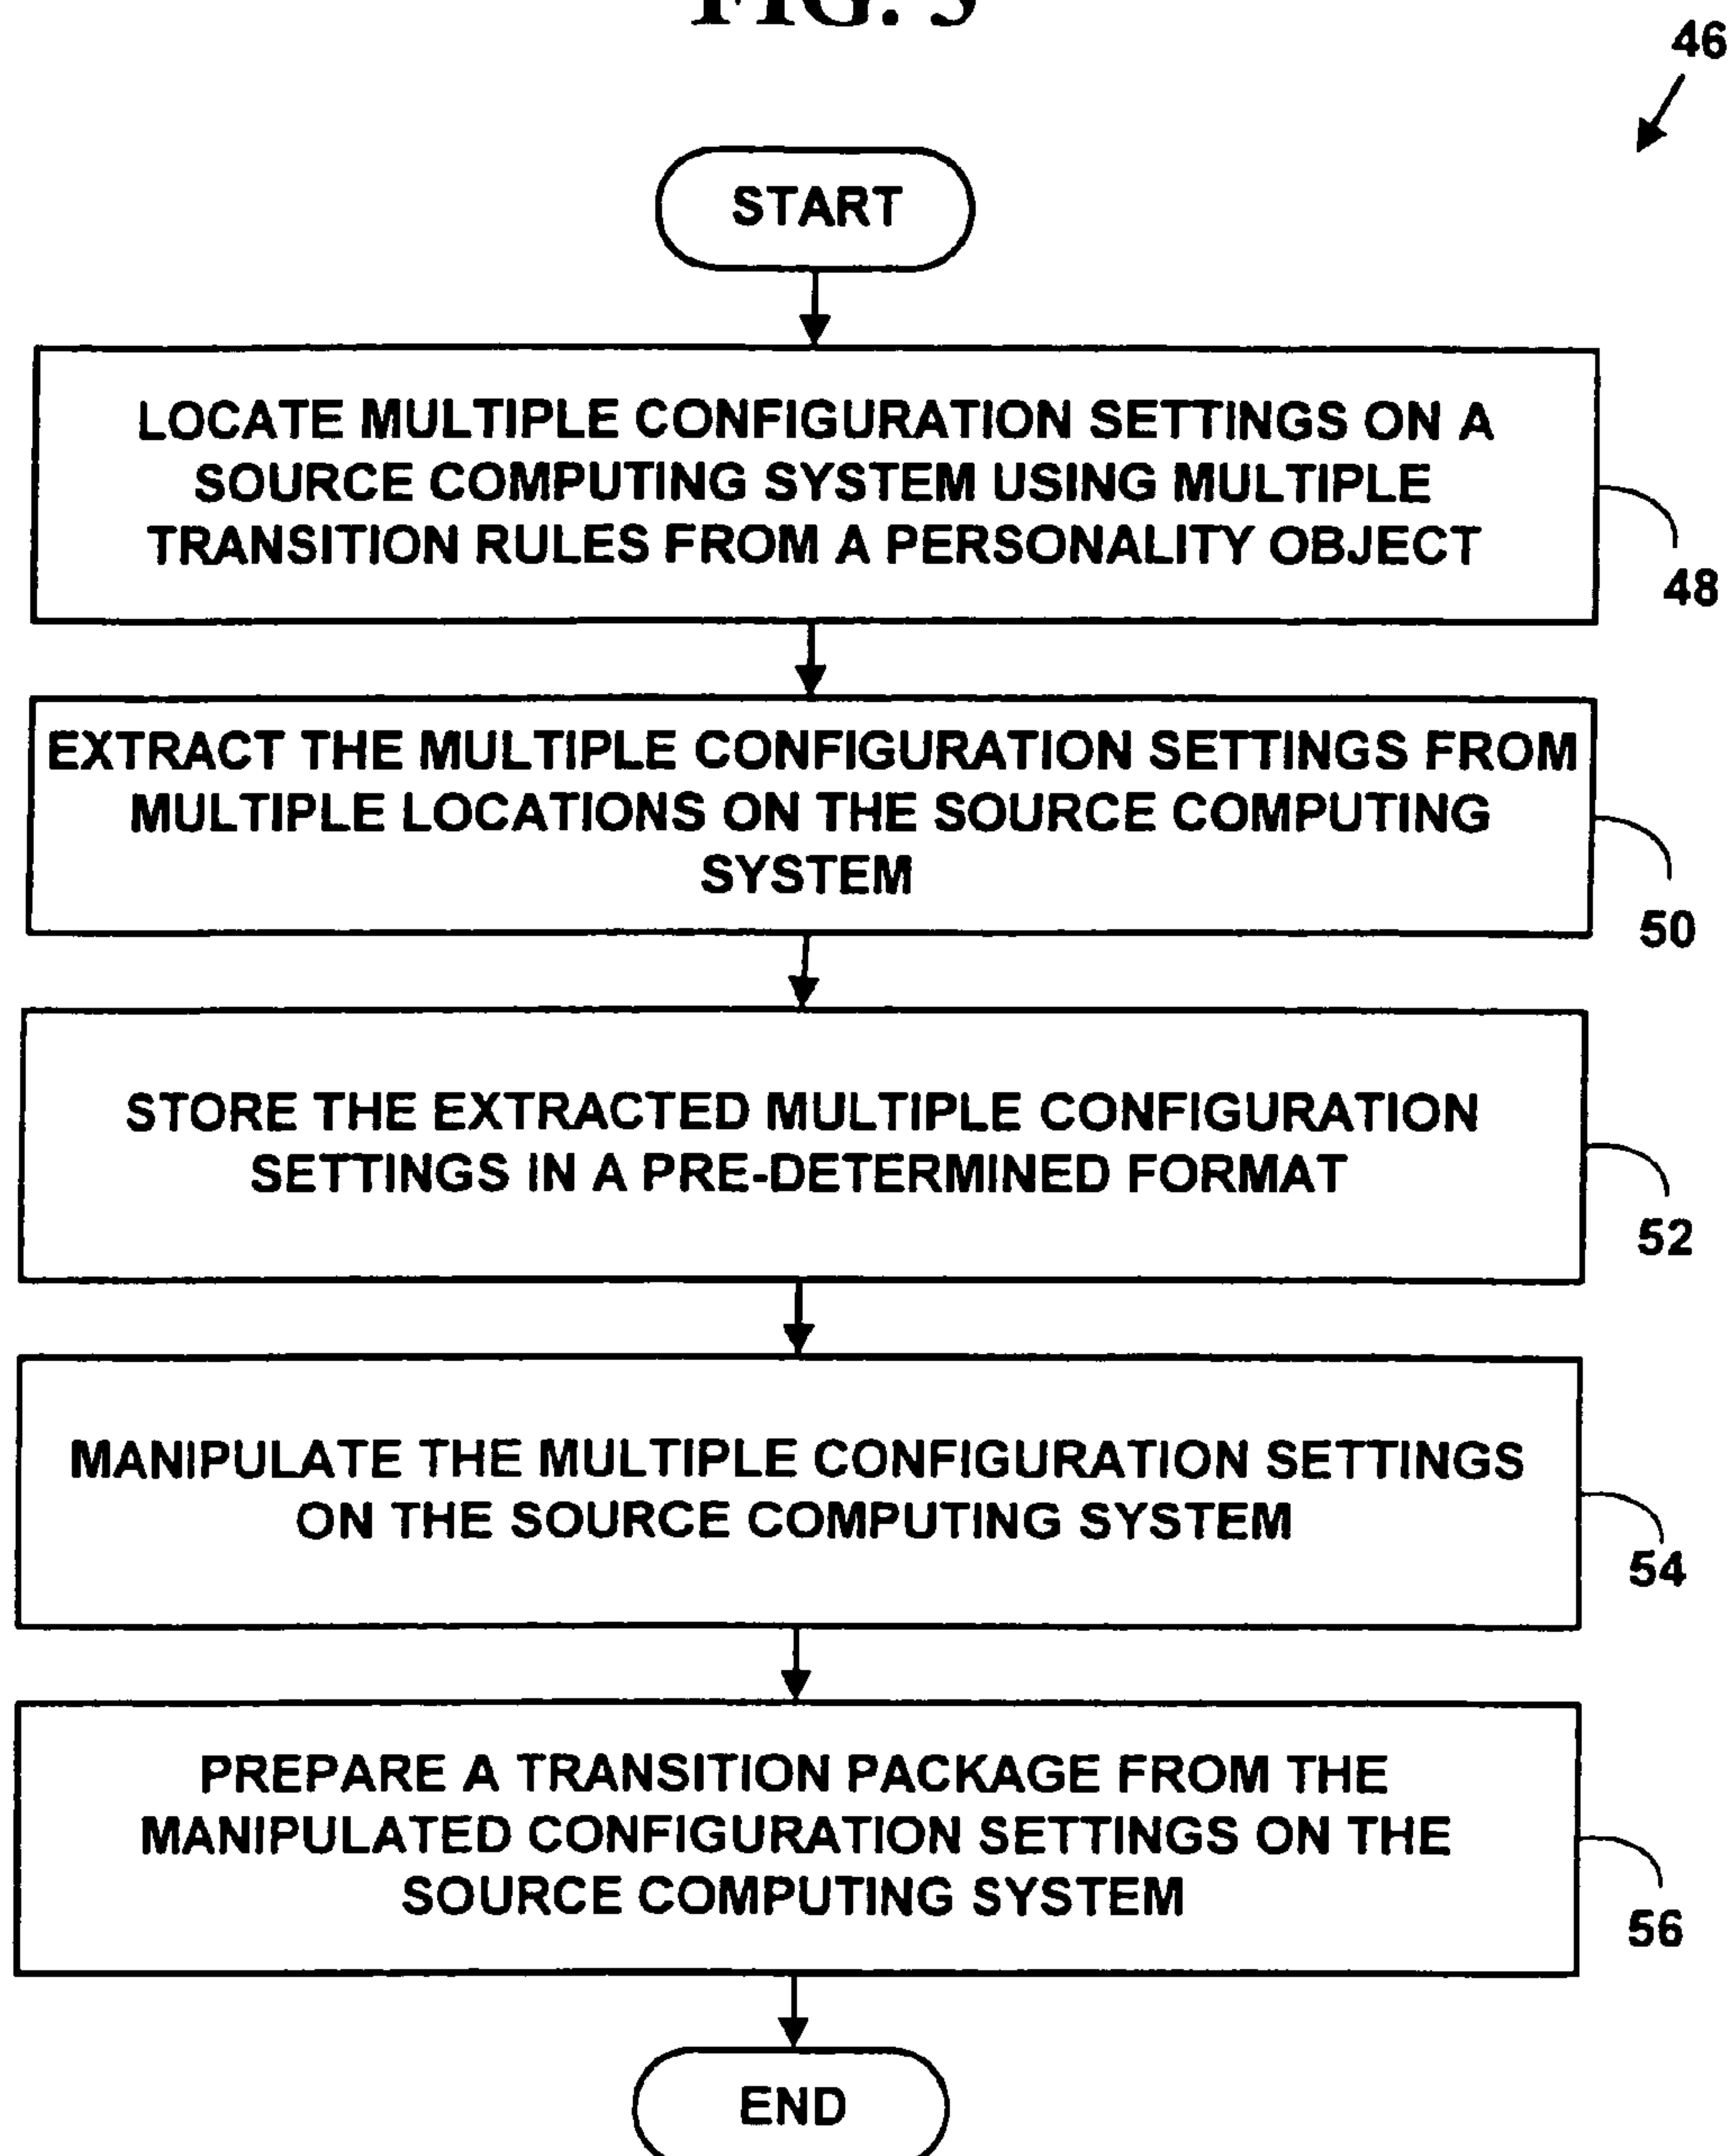 FIG.
46
START
LOCATE MULTIPLE CONFIGURATION SETTINGS ON A
SOURCE COMPUTING SYSTEM USING MULTIPLE
TRANSITION RULES FROM A PERSONALITY OBJECT
48
EXTRACT THE MULTIPLE CONFIGURATION SETTINGS FROM
MULTIPLE LOCATIONS ON THE SOURCE COMPUTING
SYSTEM
50
STORE THE EXTRACTED MULTIPLE CONFIGURATION
SETTINGS IN A PRE-DETERMINED FORMAT
52
MANIPULATE THE MULTIPLE CONFIGURATION SETTINGS
ON THE SOURCE COMPUTING SYSTEM
54
PREPARE A TRANSITION PACKAGE FROM THE
MANIPULATED CONFIGURATION SETTINGS ON THE
SOURCE COMPUTING SYSTEM
56
END